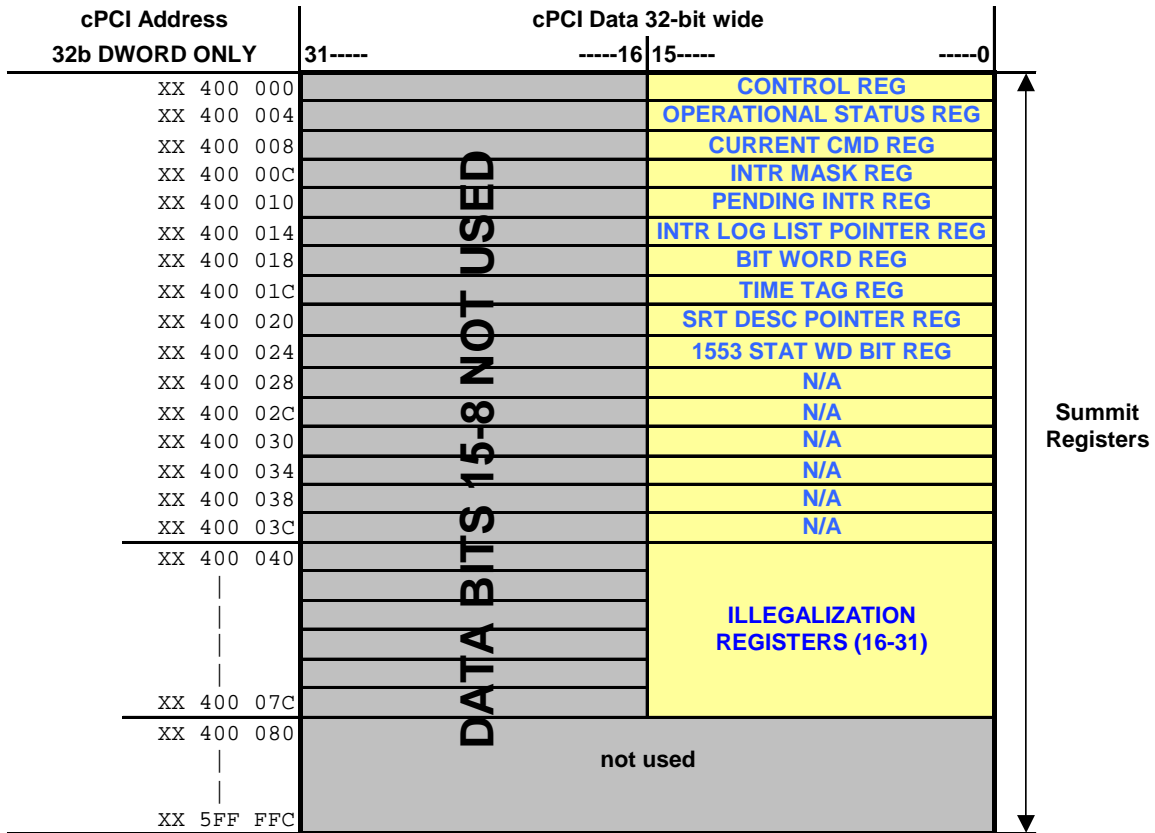 cPCI Address cPCI Data 32-bit wide
32b DWORD ONLY 31----- -----16 15----- -----0
XX 400 000 CONTROL REG
XX 400 004 OPERATIONAL STATUS REG
XX 400 008 CURRENT CMD REG
XX 400 00C INTR MASK REG
XX 400 010 PENDING INTR REG
XX 400 014 INTR LOG LIST POINTER REG
XX 400 018 BIT WORD REG
XX 400 01C TIME TAG REG
XX 400 020 SRT DESC POINTER REG
XX 400 024 1553 STAT WD BIT REG
XX 400 028 N/A
XX 400 02C N/A
XX 400 030 N/A
XX 400 034 N/A
XX 400 038 N/A
XX 400 03C N/A
XX 400 040
|
|
|
|
XX 400 07C
ILLEGALIZATION
REGISTERS (16-31)
XX 400 080
|
|
XX 5FF FFC
not used
DATA BITS 15-8 NOT USED
Summit
Registers